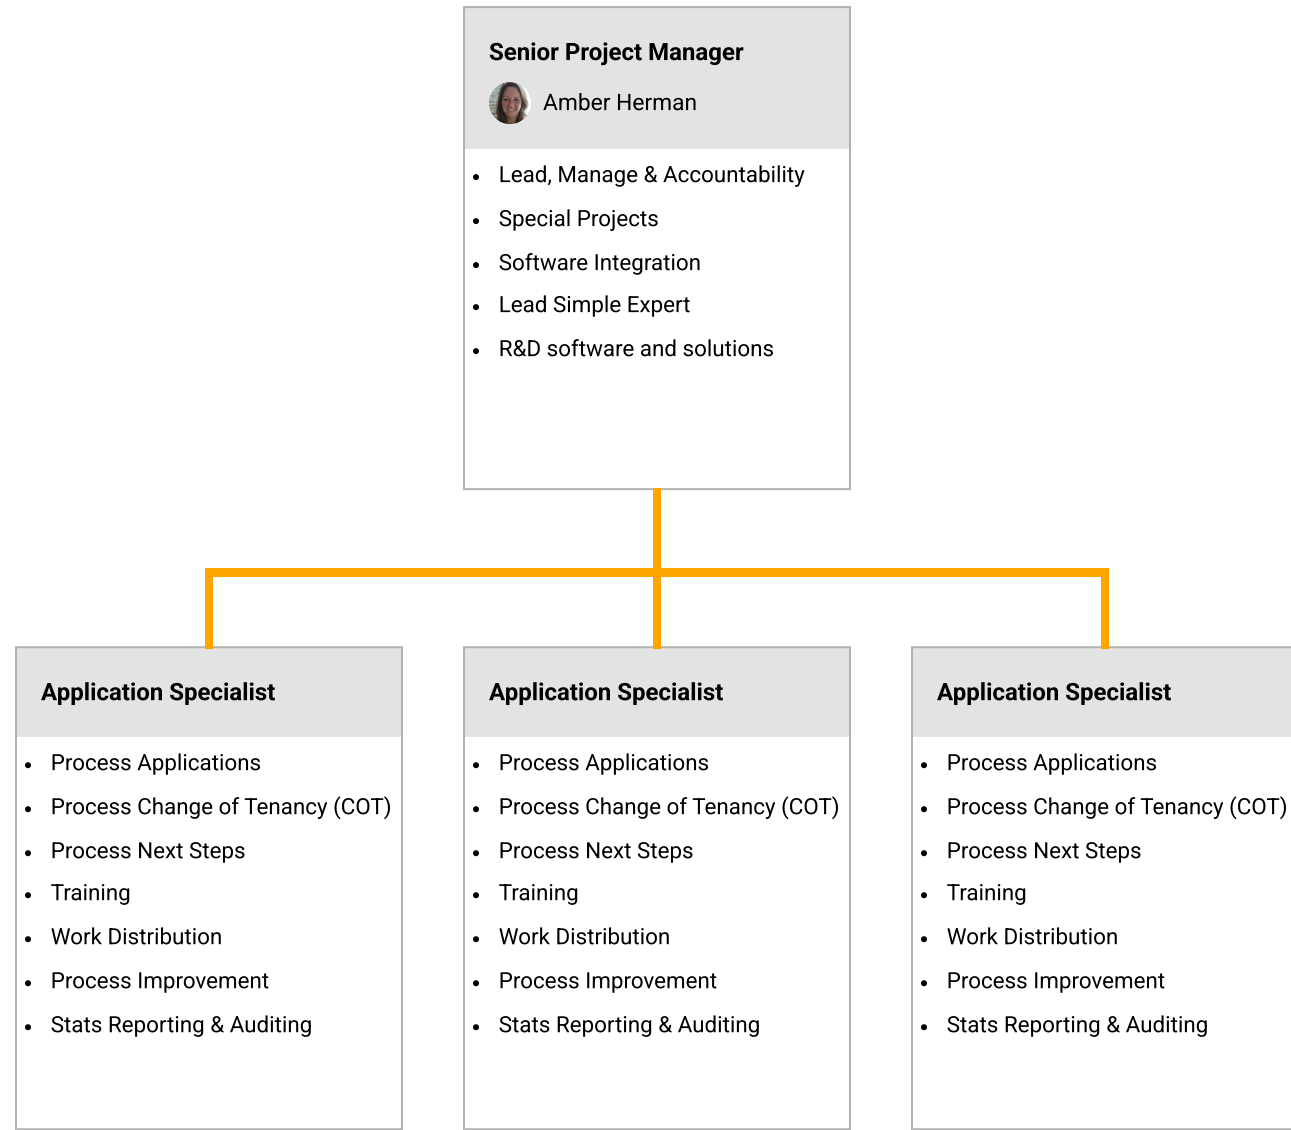 Senior Project Manager
Amber Herman
• Lead, Manage & Accountability
• Special Projects
• Software Integration
• Lead Simple Expert
• R&D software and solutions
Application Specialist
• Process Applications
• Process Change of Tenancy (COT)
• Process Next Steps
• Training
• Work Distribution
• Process Improvement
• Stats Reporting & Auditing
Application Specialist
• Process Applications
• Process Change of Tenancy (COT)
• Process Next Steps
• Training
• Work Distribution
• Process Improvement
• Stats Reporting & Auditing
Application Specialist
• Process Applications
• Process Change of Tenancy (COT)
• Process Next Steps
• Training
• Work Distribution
• Process Improvement
• Stats Reporting & Auditing